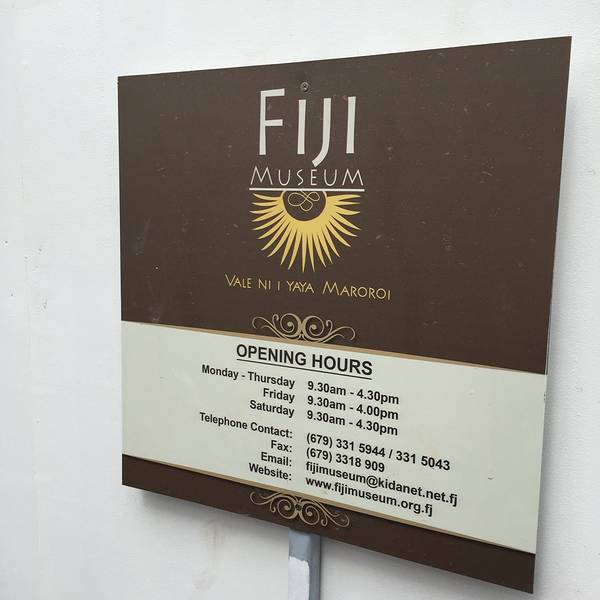 FIJI
MUSEUM
VALE NI I YAYA MAROROI
OPENING HOURS
Monday - Thursday 9.30am - 4.30pm
Friday 9.30am - 4.00pm
Saturday 9.30am - 4.30pm
Telephone Contact: (679) 331 5944 / 331 5043
Fax: (679) 3318 909
Email: fijimuseum@kidanet.net.fj
Website: www.fijimuseum.org.fj